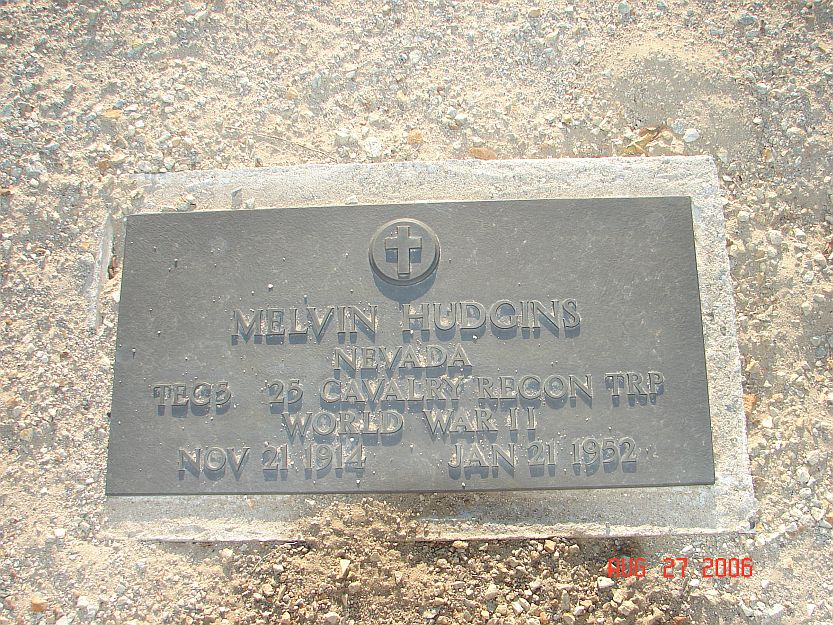 MELVIN HUDGINS
NEVADA
TEC5 25 CAVALRY RECON TRP
WORLD WAR II
NOV 21 1914 JAN 21 1952
AUG 27 2006